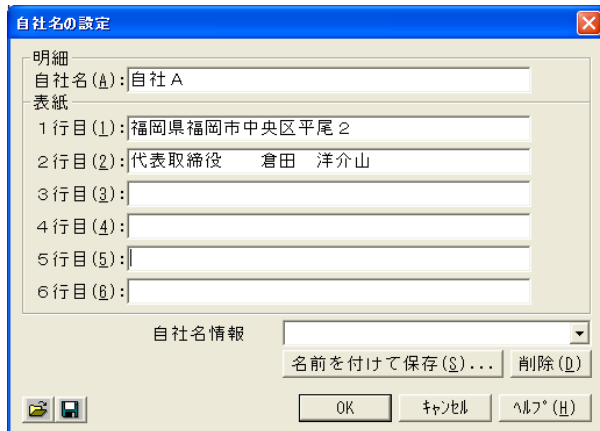 自社名の設定
明細
自社名(A):自社A
表紙
1行目(1):福岡県福岡市中央区平尾2
2行目(2):代表取締役　　倉田　洋介山
3行目(3):
4行目(4):
5行目(5):
6行目(6):
自社名情報
名前を付けて保存(S)... 削除(D)
OK ｷｬﾝｾﾙ ﾍﾙﾌﾟ(H)